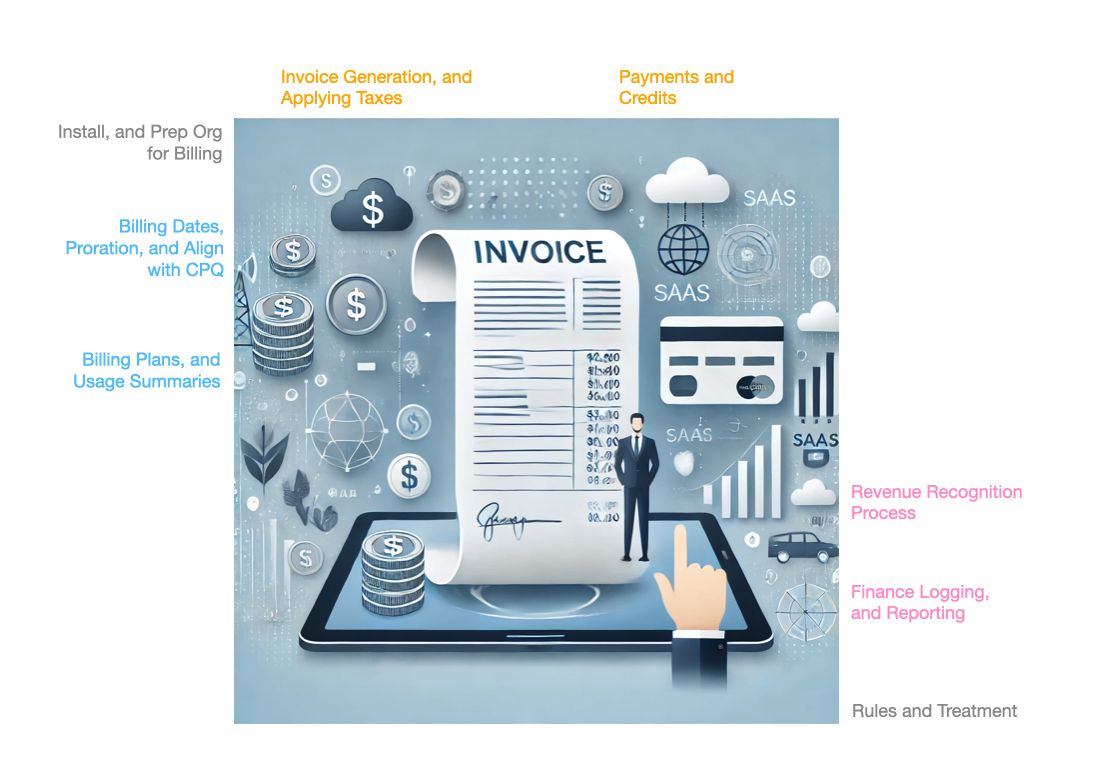 Invoice Generation, and
Applying Taxes
Payments and
Credits
Install, and Prep Org
for Billing
Billing Dates,
Proration, and Align
with CPQ
Billing Plans, and
Usage Summaries
$
$
$
$
SAAS
INVOICE
$
$
$
SAAS
SAAS
SAAS
$
$
$
$
Revenue Recognition
Process
Finance Logging,
and Reporting
Rules and Treatment